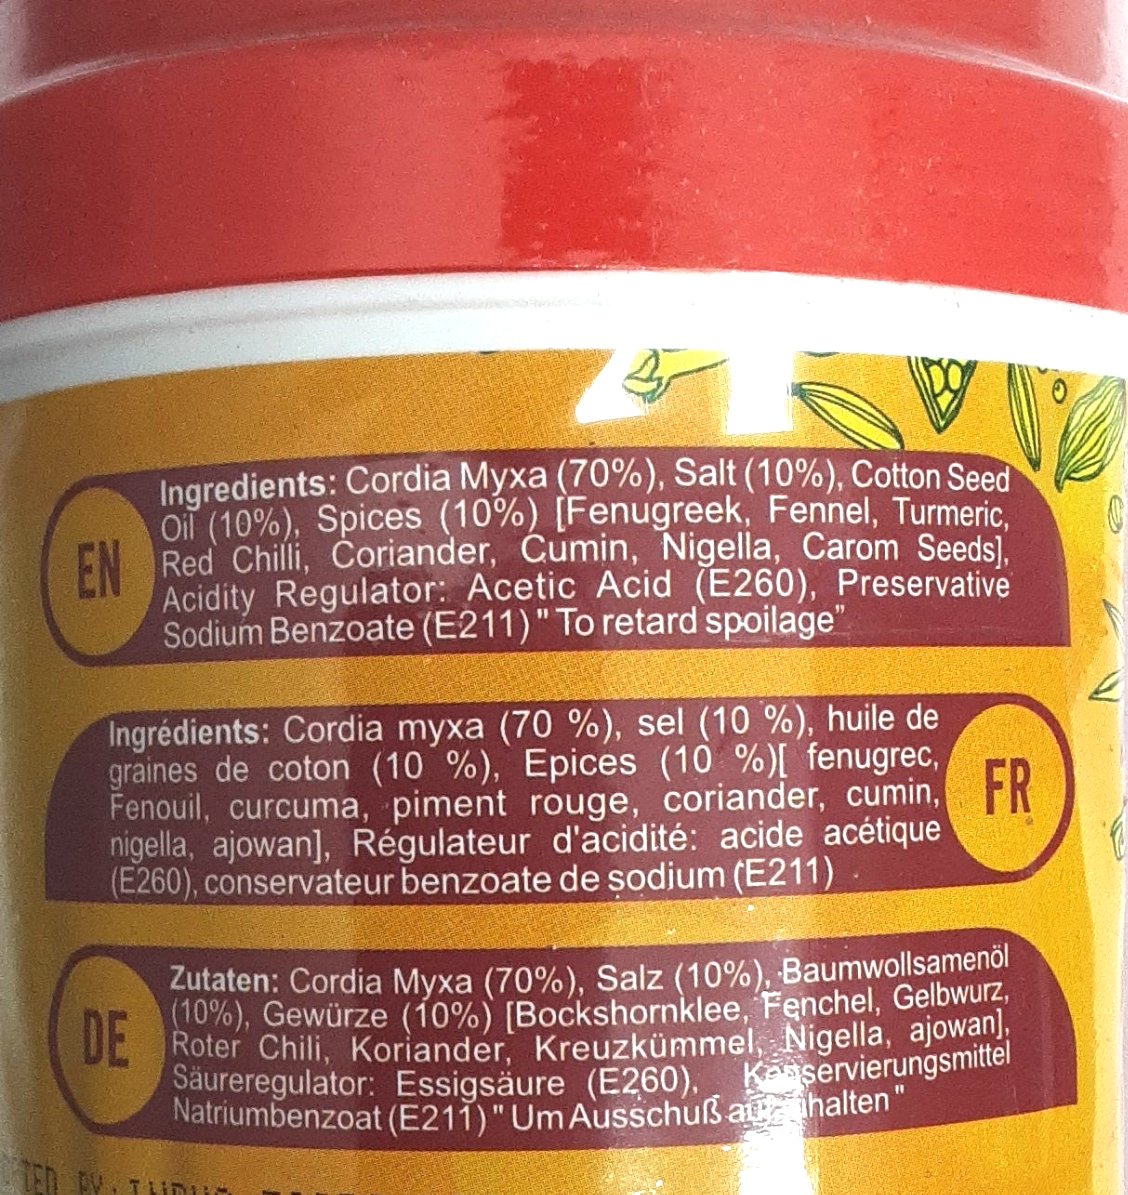 EN
Ingredients: Cordia Myxa (70%), Salt (10%), Cotton Seed
Oil (10%), Spices (10%) [Fenugreek, Fennel, Turmeric,
Red Chilli, Coriander, Cumin, Nigella, Carom Seeds],
Acidity Regulator: Acetic Acid (E260), Preservative
Sodium Benzoate (E211) " To retard spoilage"
FR
Ingrédients: Cordia myxa (70 %), sel (10 %), huile de
graines de coton (10 %), Epices (10 %)[ fenugrec,
Fenouil, curcuma, piment rouge, coriander, cumin,
nigella, ajowan], Régulateur d'acidité: acide acétique
(E260), conservateur benzoate de sodium (E211)
DE
Zutaten: Cordia Myxa (70%), Salz (10%), Baumwollsamenöl
(10%), Gewürze (10%) [Bockshornklee, Fenchel, Gelbwurz,
Roter Chili, Koriander, Kreuzkümmel, Nigella, ajowan],
Säureregulator: Essigsäure (E260), Konservierungsmittel
Natriumbenzoat (E211) " Um Ausschuß "
BY